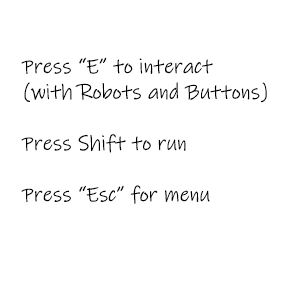 Press “E” to interact
(with Robots and Buttons)
Press Shift to run
Press “Esc” for menu